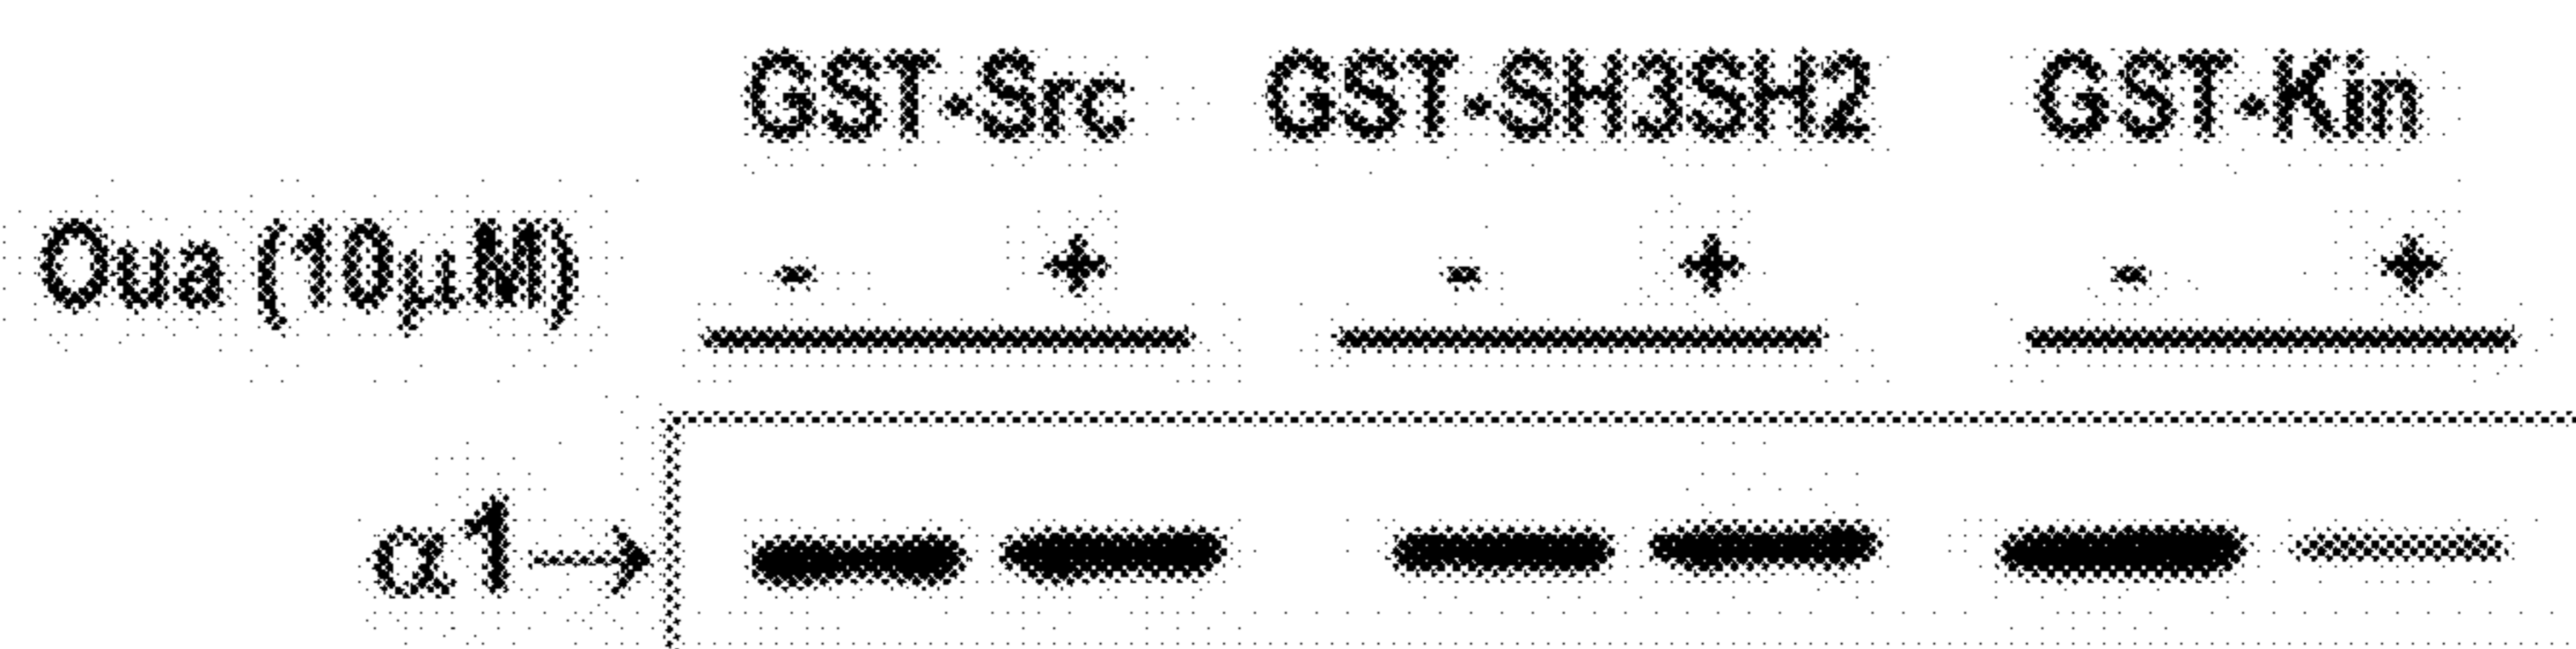 GST-Src GST-SH3SH2 GST-Kin
Oua (10μM) - + - + - +
α1→